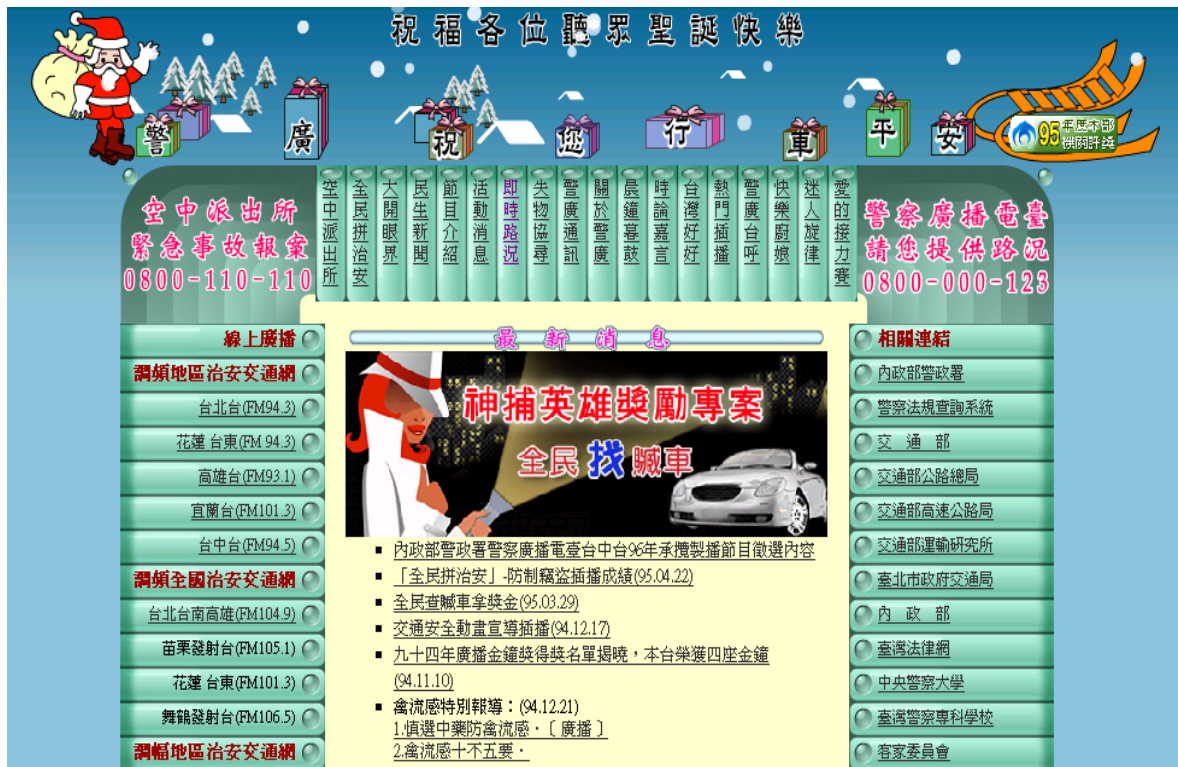 祝福各位聽眾聖誕快樂
警廣祝您行車平安
95年度本部
機關評獎
空中派出所
緊急事故報案
0800-110-110
空中派出所
全民拼治安
大開眼界
民生新聞
節目介紹
活動消息
即時路況
失物協尋
警廣通訊
關於警廣
晨鐘暮鼓
時論嘉言
台灣好好
熱門插播
警廣台呼
快樂廚娘
迷人旋律
愛的接力賽
警察廣播電臺
請您提供路況
0800-000-123
線上廣播
調頻地區治安交通網
台北台(FM94.3)
花蓮 台東(FM 94.3)
高雄台(FM93.1)
宜蘭台(FM101.3)
台中台(FM94.5)
調頻全國治安交通網
台北台南高雄(FM104.9)
苗栗發射台(FM105.1)
花蓮 台東(FM101.3)
舞鶴發射台(FM106.5)
調幅地區治安交通網
最新消息
神捕英雄獎勵專案
全民找贓車
內政部警政署警察廣播電臺台中台96年承攬製播節目徵選內容
「全民拼治安」-防制竊盜插播成績(95.04.22)
全民查贓車拿獎金(95.03.29)
交通安全動畫宣導插播(94.12.17)
九十四年廣播金鐘獎得獎名單揭曉，本台榮獲四座金鐘
(94.11.10)
禽流感特別報導：(94.12.21)
1.慎選中藥防禽流感．〔 廣播 〕
2.禽流感十不五要．
相關連結
內政部警政署
警察法規查詢系統
交 通 部
交通部公路總局
交通部高速公路局
交通部運輸研究所
臺北市政府交通局
內 政 部
臺灣法律網
中央警察大學
臺灣警察專科學校
客家委員會